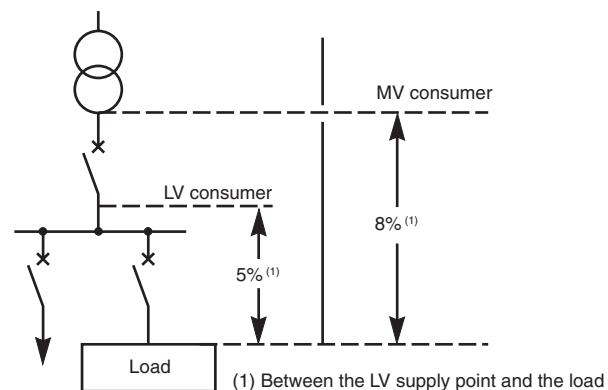 MV consumer
LV consumer
8% (1)
5% (1)
Load
(1) Between the LV supply point and the load